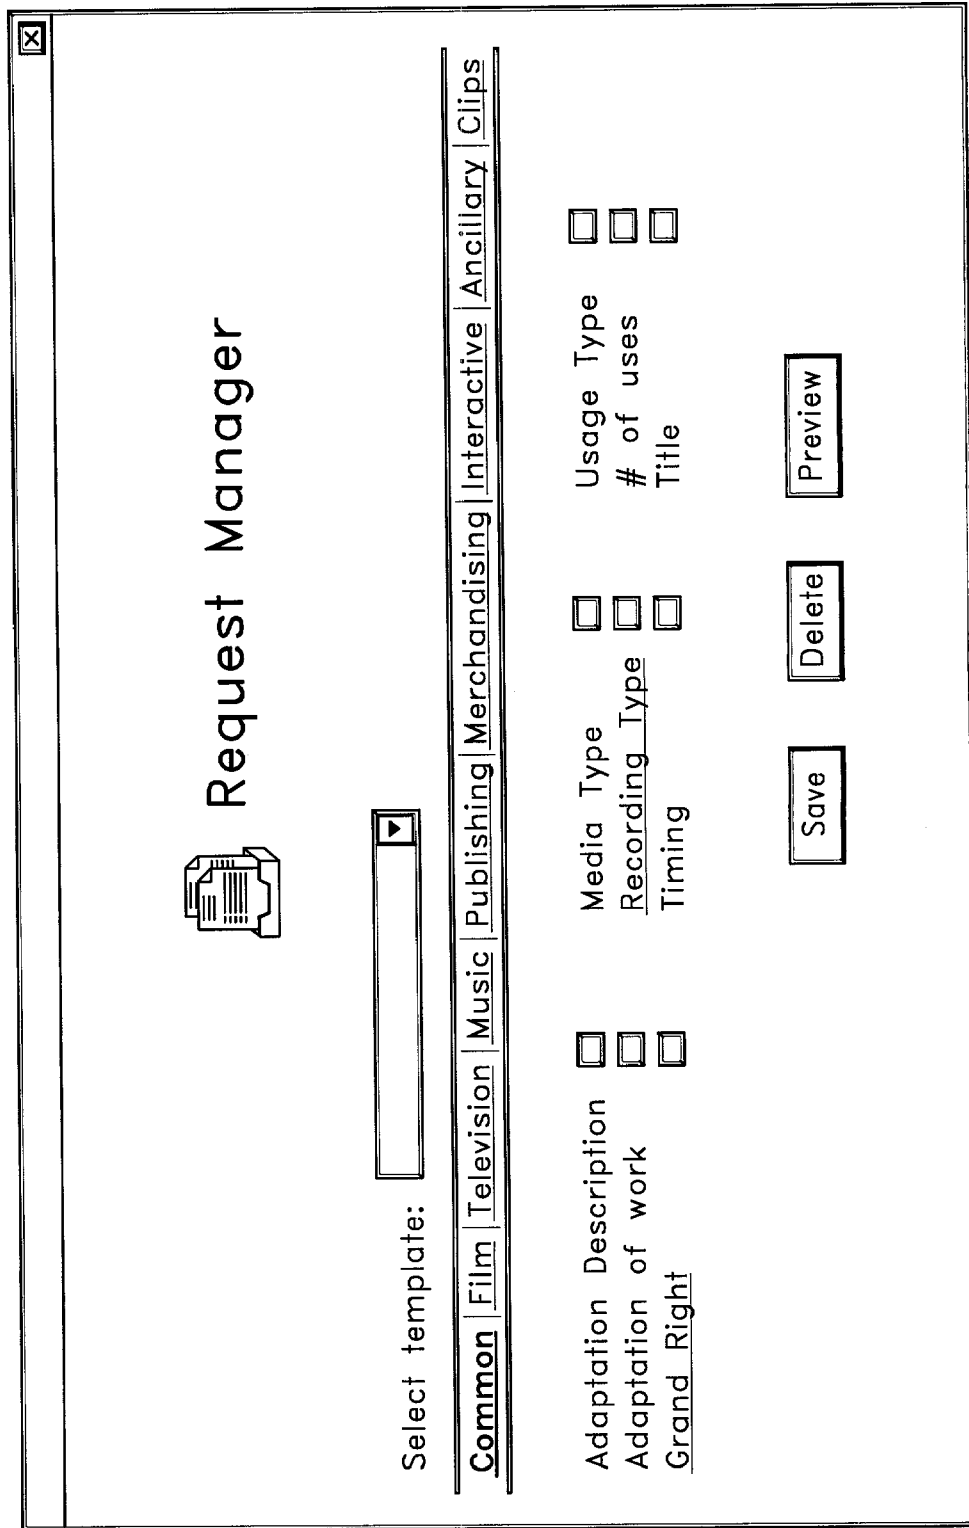 Request Manager
Select template:
Common | Film | Television | Music | Publishing | Merchandising | Interactive | Ancillary | Clips
Adaptation Description Media Type Usage Type
Adaptation of work Recording Type # of uses
Grand Right Timing Title
Save Delete Preview